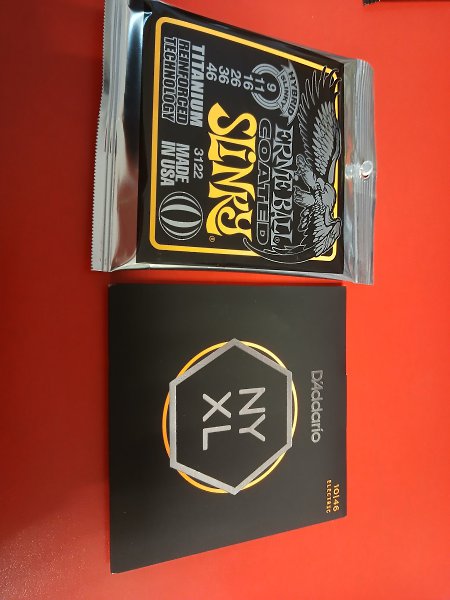 ERNIE BALL
COATED
SLINKY®
9
11
16
26
36
46
TITANIUM
REINFORCED
TECHNOLOGY
3122
MADE
IN USA
D'Addario
NY
XL
10|46
ELECTRIC